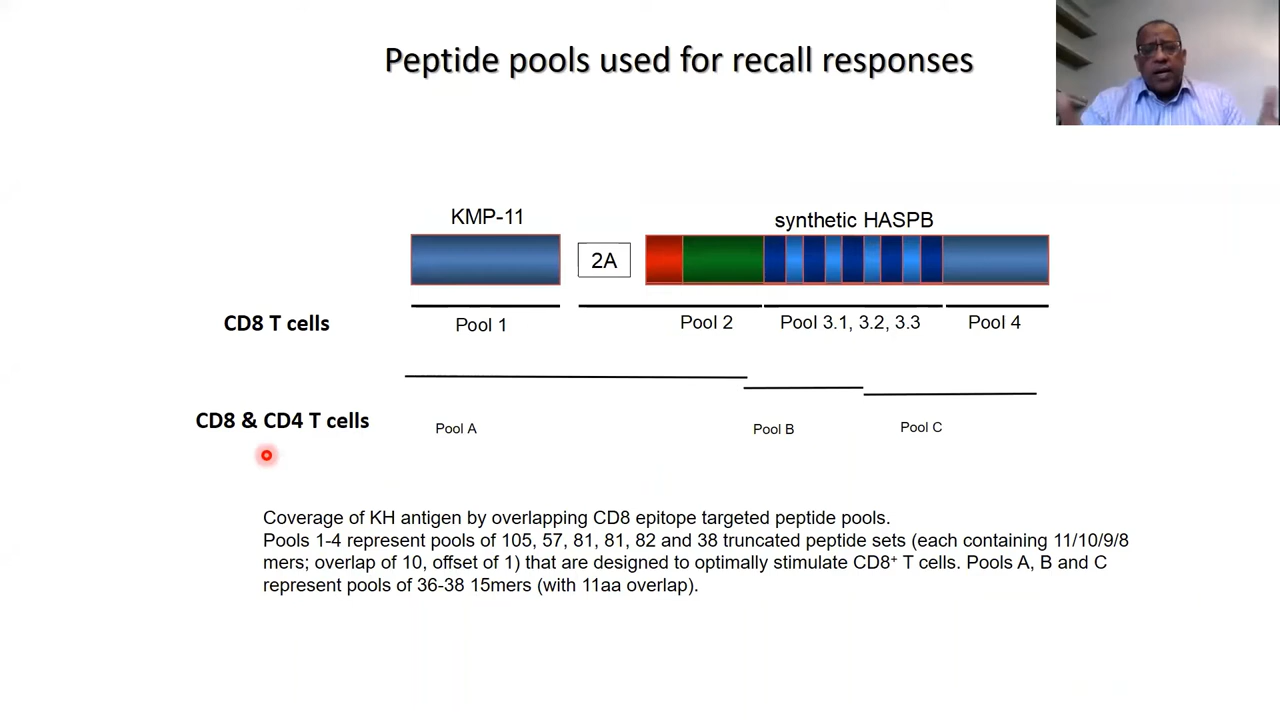 Peptide pools used for recall responses
KMP-11
synthetic HASPB
2A
CD8 T cells
Pool 1
Pool 2
Pool 3.1, 3.2, 3.3
Pool 4
CD8 & CD4 T cells
Pool A
Pool B
Pool C
Coverage of KH antigen by overlapping CD8 epitope targeted peptide pools.
Pools 1-4 represent pools of 105, 57, 81, 81, 82 and 38 truncated peptide sets (each containing 11/10/9/8
mers; overlap of 10, offset of 1) that are designed to optimally stimulate CD8⁺ T cells. Pools A, B and C
represent pools of 36-38 15mers (with 11aa overlap).